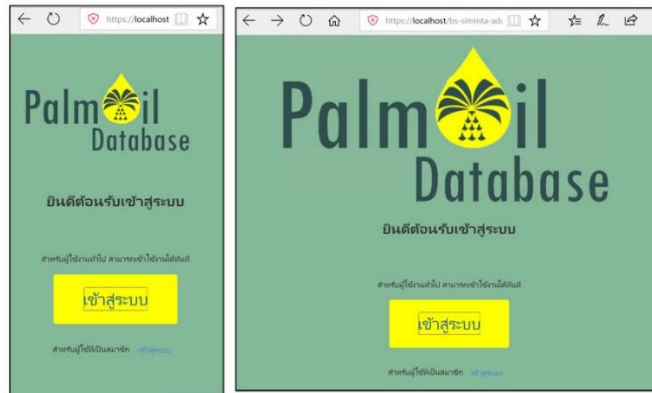 https://localhost
Palm Oil
Database
ยินดีต้อนรับเข้าสู่ระบบ
สำหรับผู้ใช้งานทั่วไป สามารถเข้าใช้งานได้ทันที
เข้าสู่ระบบ
สำหรับผู้ใช้ที่เป็นสมาชิก เข้าสู่ระบบ
https://localhost/bs-siminta-adı
Palm Oil
Database
ยินดีต้อนรับเข้าสู่ระบบ
สำหรับผู้ใช้งานทั่วไป สามารถเข้าใช้งานได้ทันที
เข้าสู่ระบบ
สำหรับผู้ใช้ที่เป็นสมาชิก เข้าสู่ระบบ